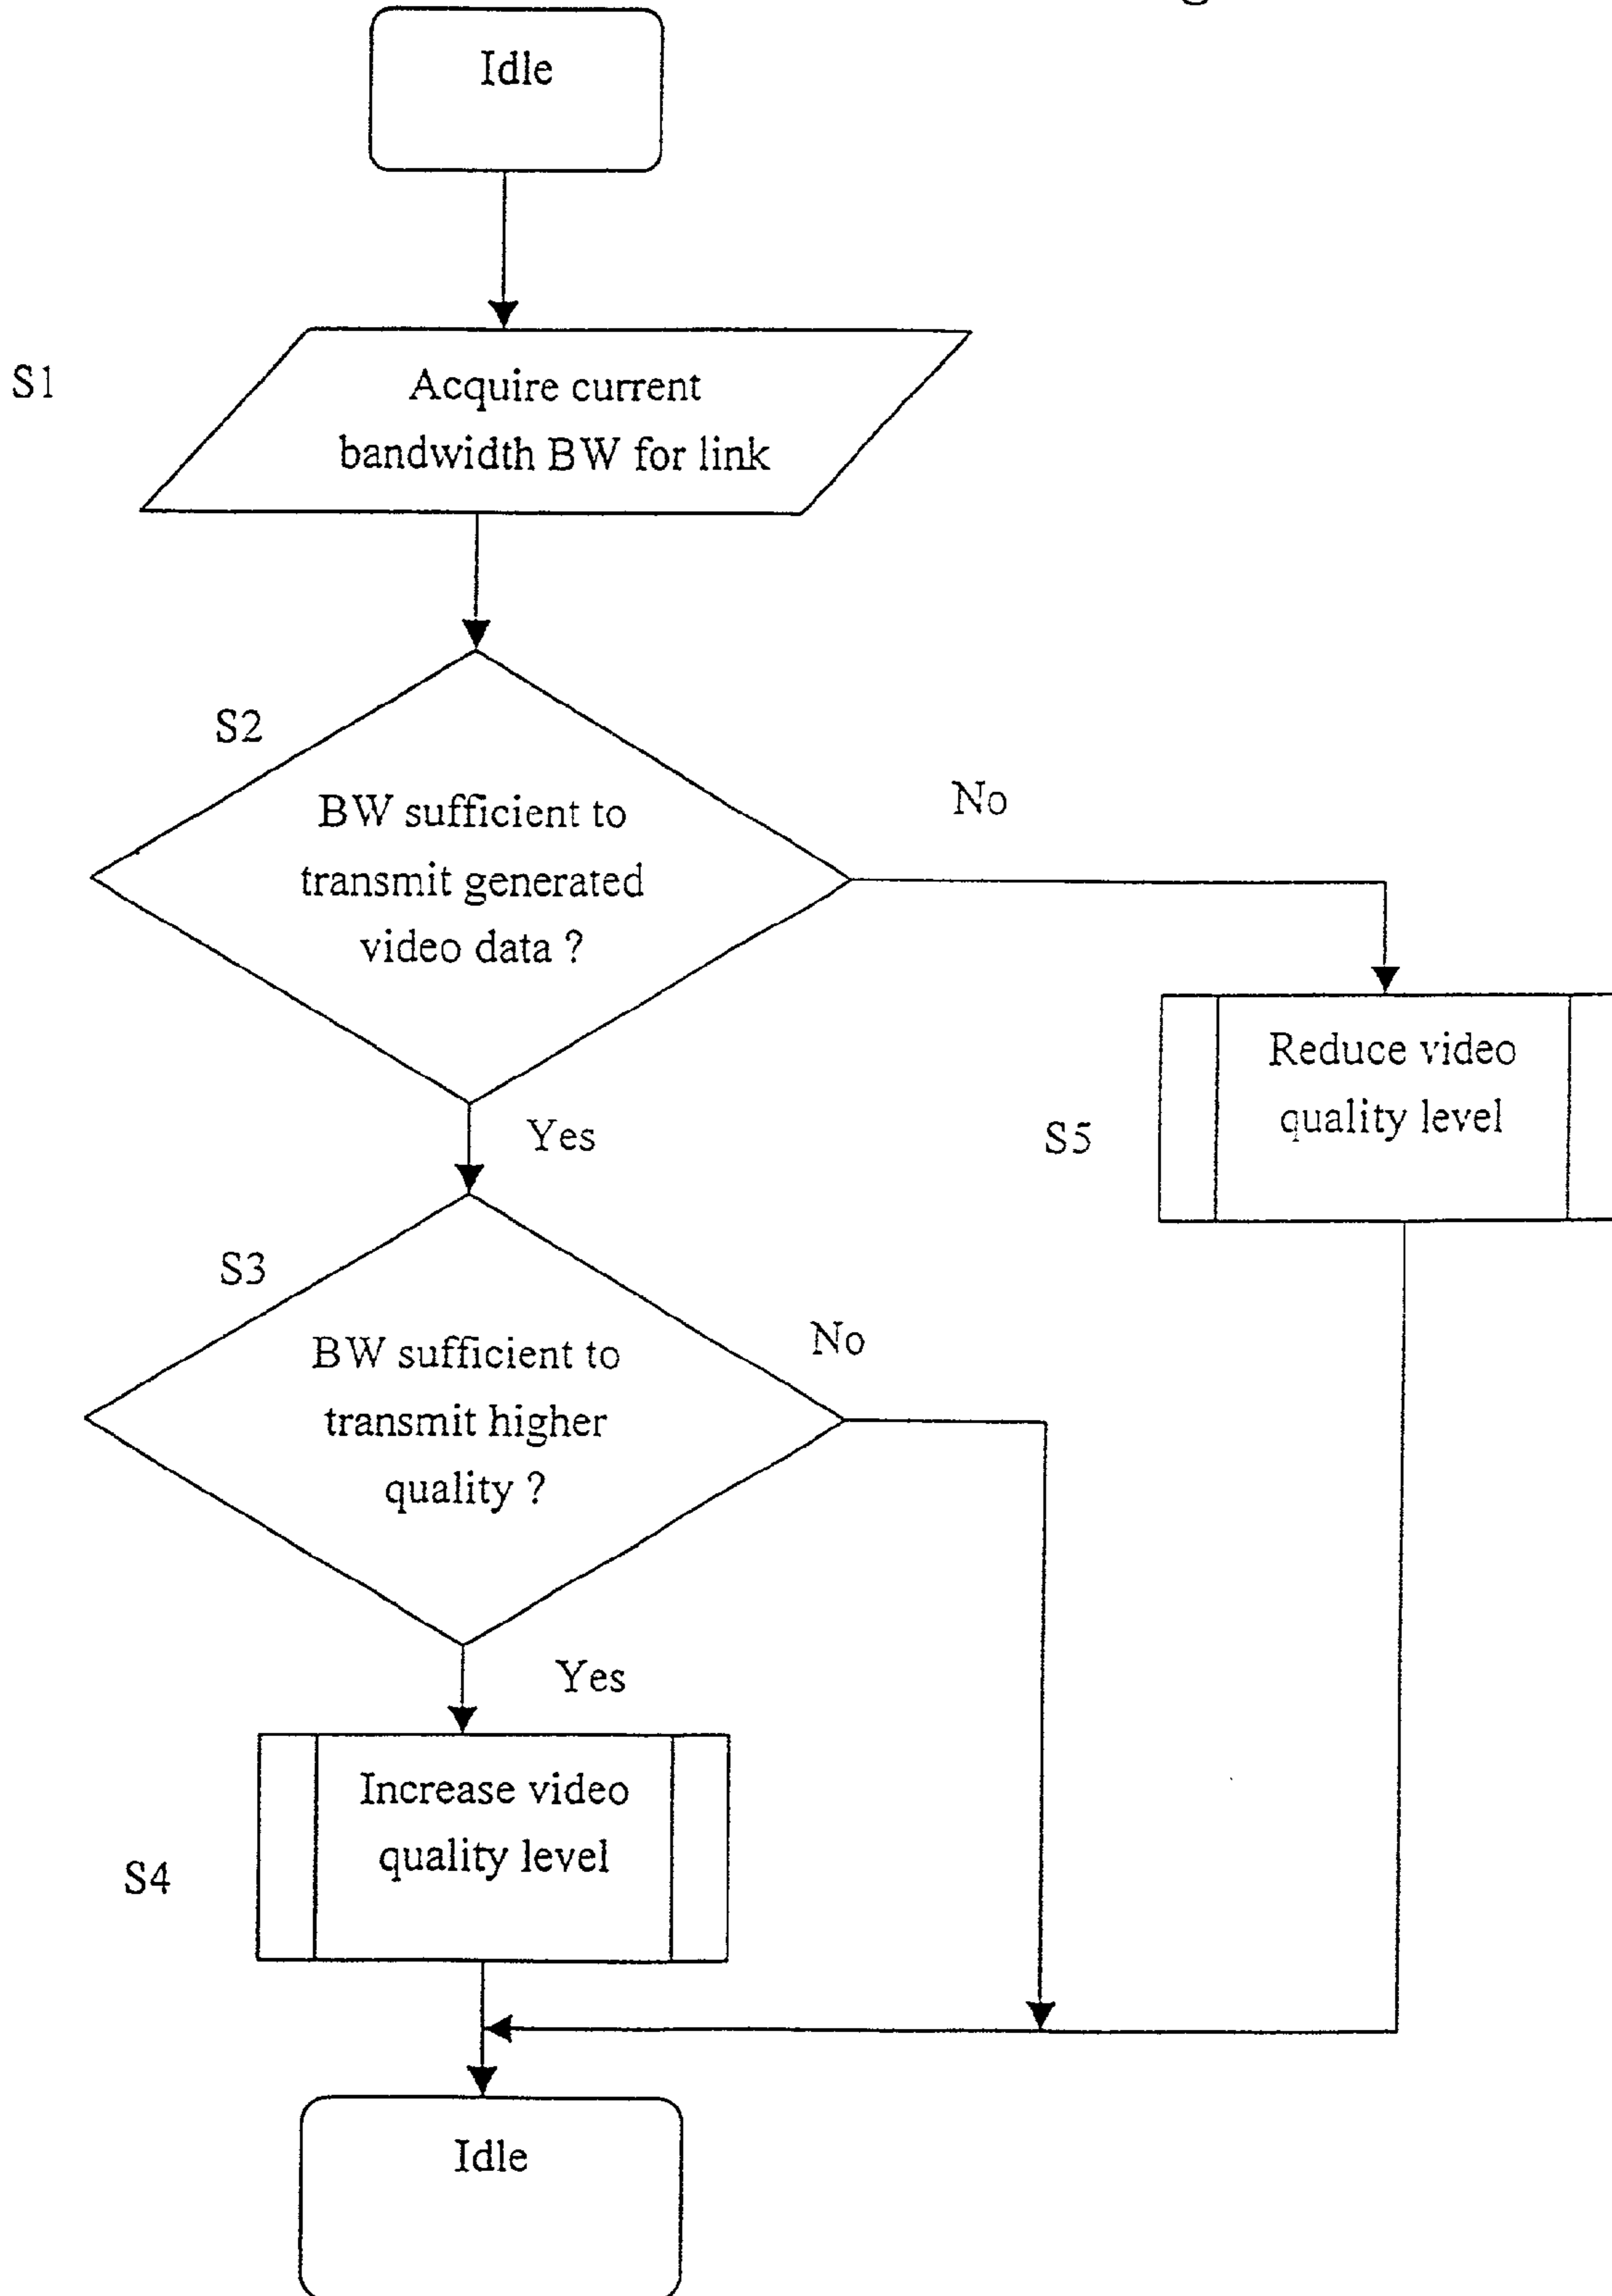 Idle
S1
Acquire current
bandwidth BW for link
S2
BW sufficient to
transmit generated
video data ?
No
Yes
Reduce video
quality level
S5
S3
BW sufficient to
transmit higher
quality ?
No
Yes
Increase video
quality level
S4
Idle